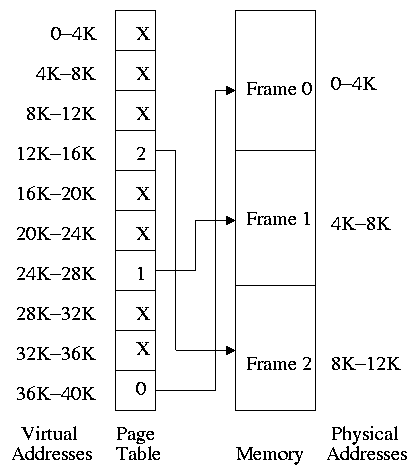 0–4K X
4K–8K X
8K–12K X
12K–16K 2
16K–20K X
20K–24K X
24K–28K 1
28K–32K X
32K–36K X
36K–40K 0
Frame 0 0–4K
Frame 1 4K–8K
Frame 2 8K–12K
Virtual Addresses
Page Table
Memory
Physical Addresses